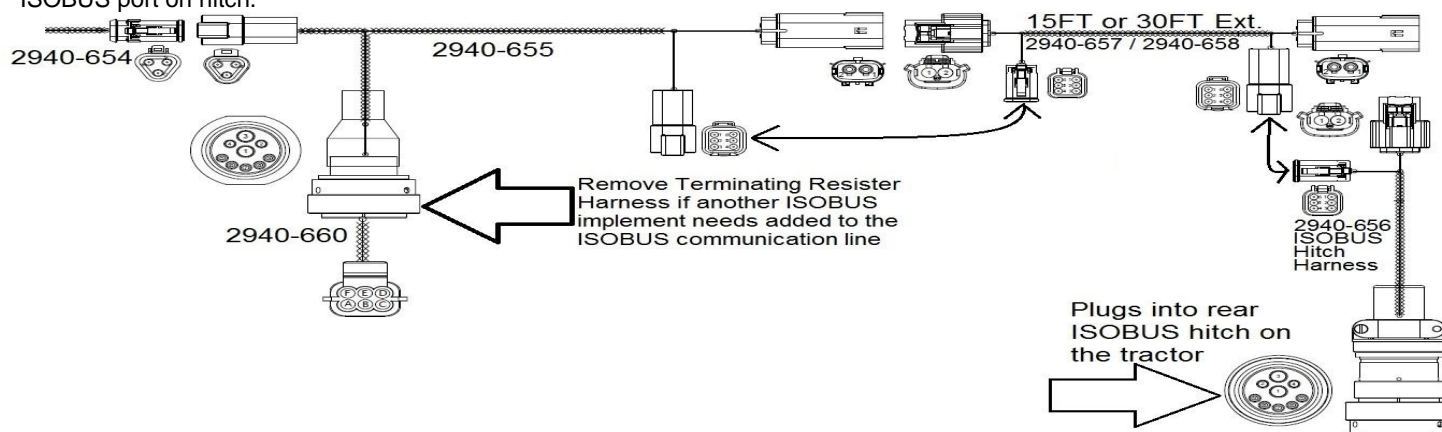 ISOBUS port on hitch.
2940-654
2940-655
15FT or 30FT Ext.
2940-657 / 2940-658
Remove Terminating Resister
Harness if another ISOBUS
implement needs added to the
ISOBUS communication line
2940-660
F E D
A B C
2940-656
ISOBUS
Hitch
Harness
Plugs into rear
ISOBUS hitch on
the tractor